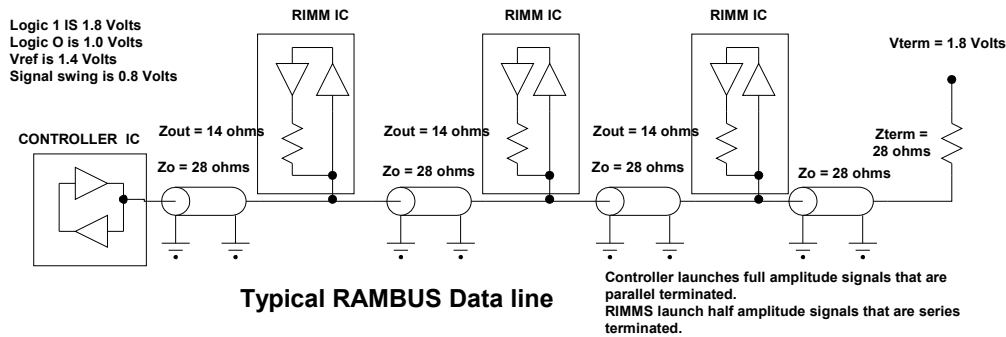 Logic 1 IS 1.8 Volts
Logic O is 1.0 Volts
Vref is 1.4 Volts
Signal swing is 0.8 Volts
RIMM IC
RIMM IC
RIMM IC
Vterm = 1.8 Volts
CONTROLLER IC
Zout = 14 ohms
Zout = 14 ohms
Zout = 14 ohms
Zterm =
28 ohms
Zo = 28 ohms
Zo = 28 ohms
Zo = 28 ohms
Zo = 28 ohms
Typical RAMBUS Data line
Controller launches full amplitude signals that are
parallel terminated.
RIMMS launch half amplitude signals that are series
terminated.